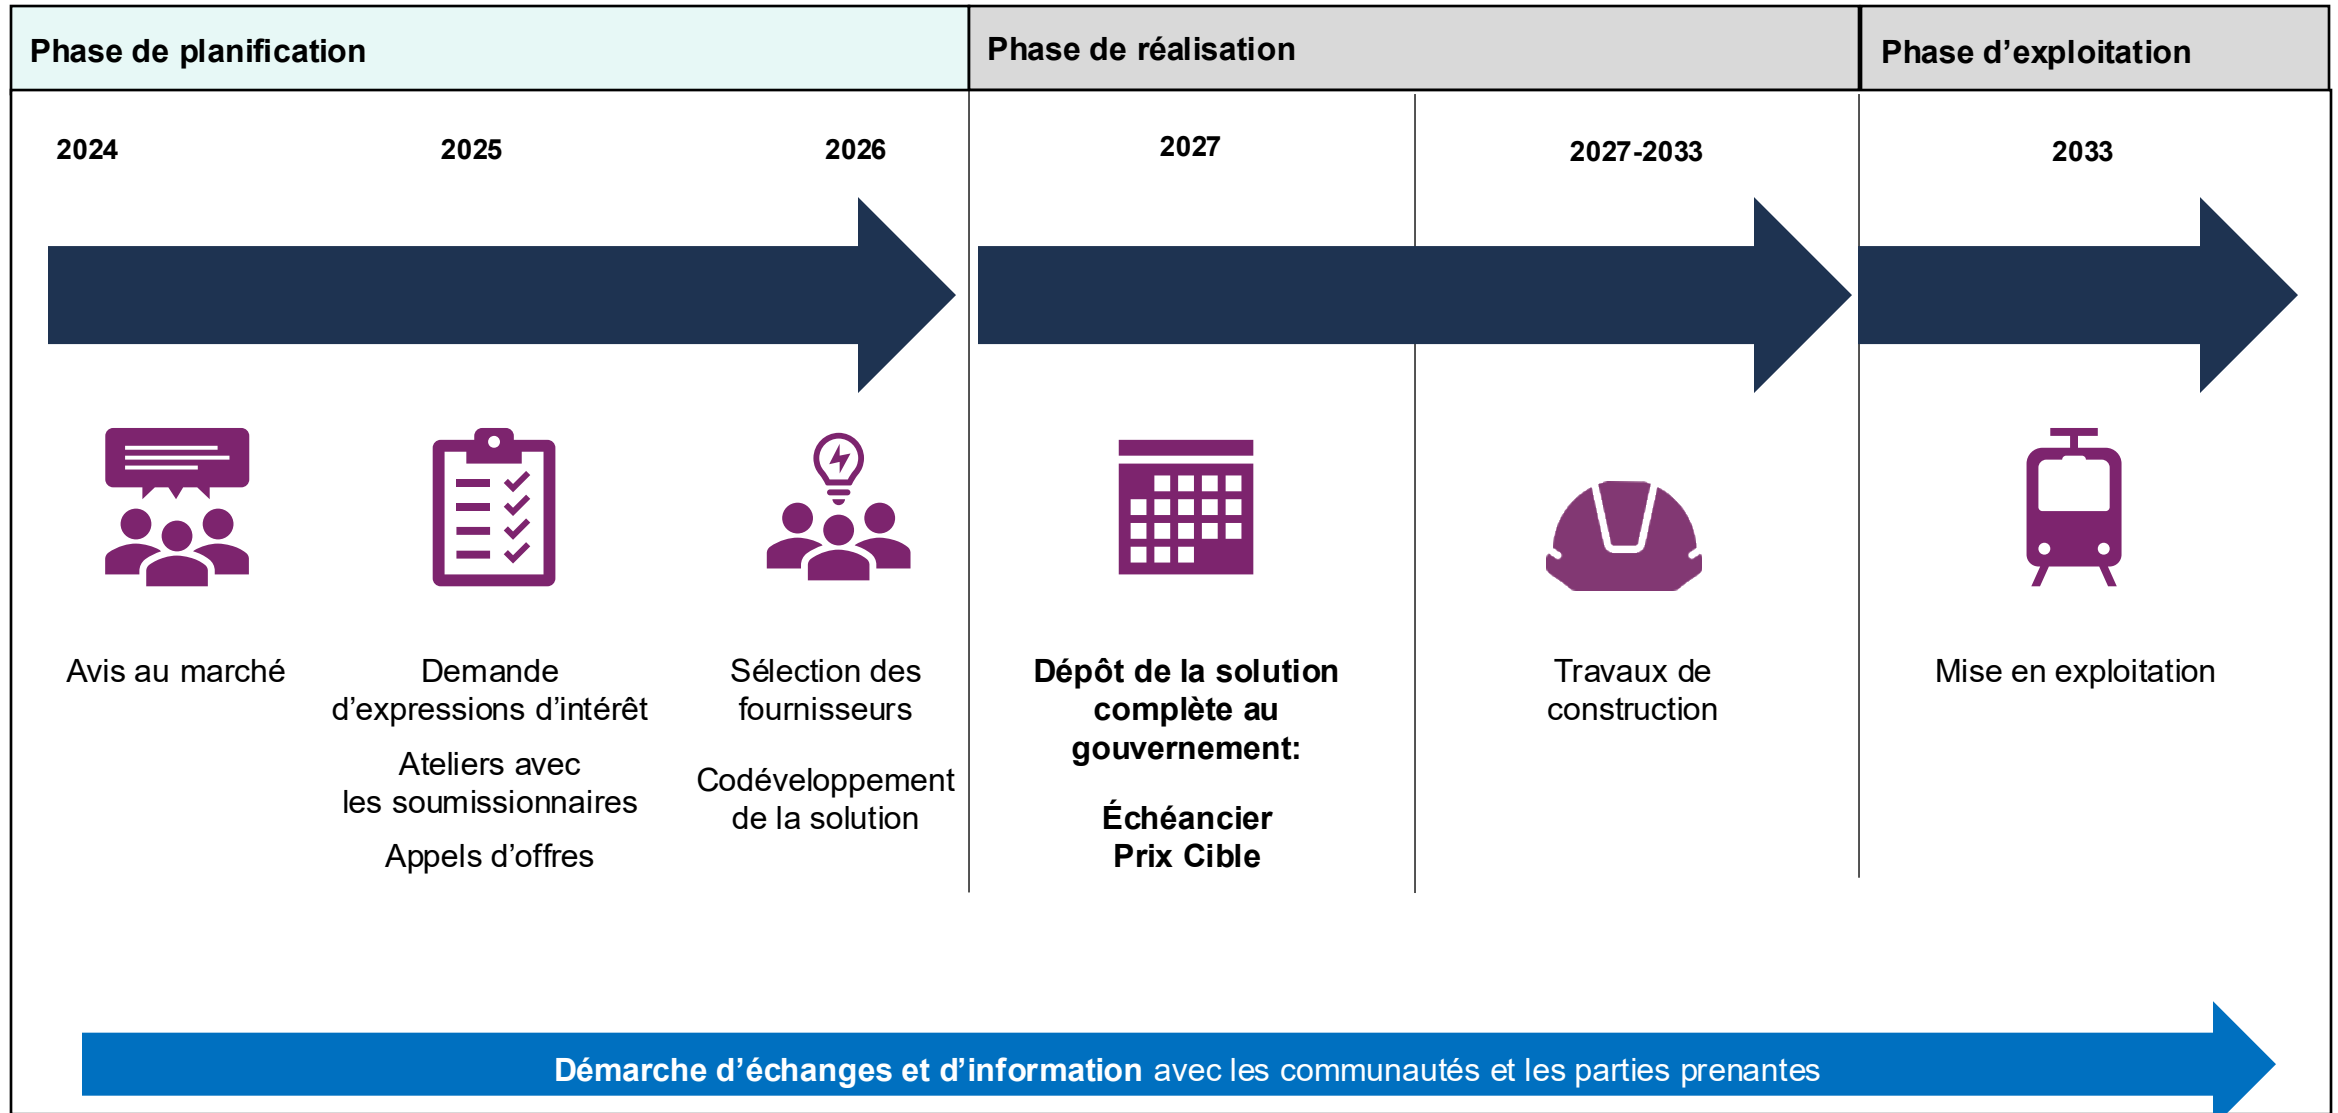 Phase de planification
Phase de réalisation
Phase d’exploitation
2024
2025
2026
2027
2027-2033
2033
Avis au marché
Demande
d’expressions d’intérêt
Ateliers avec
les soumissionnaires
Appels d’offres
Sélection des
fournisseurs
Codéveloppement
de la solution
Dépôt de la solution
complète au
gouvernement:
Échéancier
Prix Cible
Travaux de
construction
Mise en exploitation
Démarche d’échanges et d’information avec les communautés et les parties prenantes